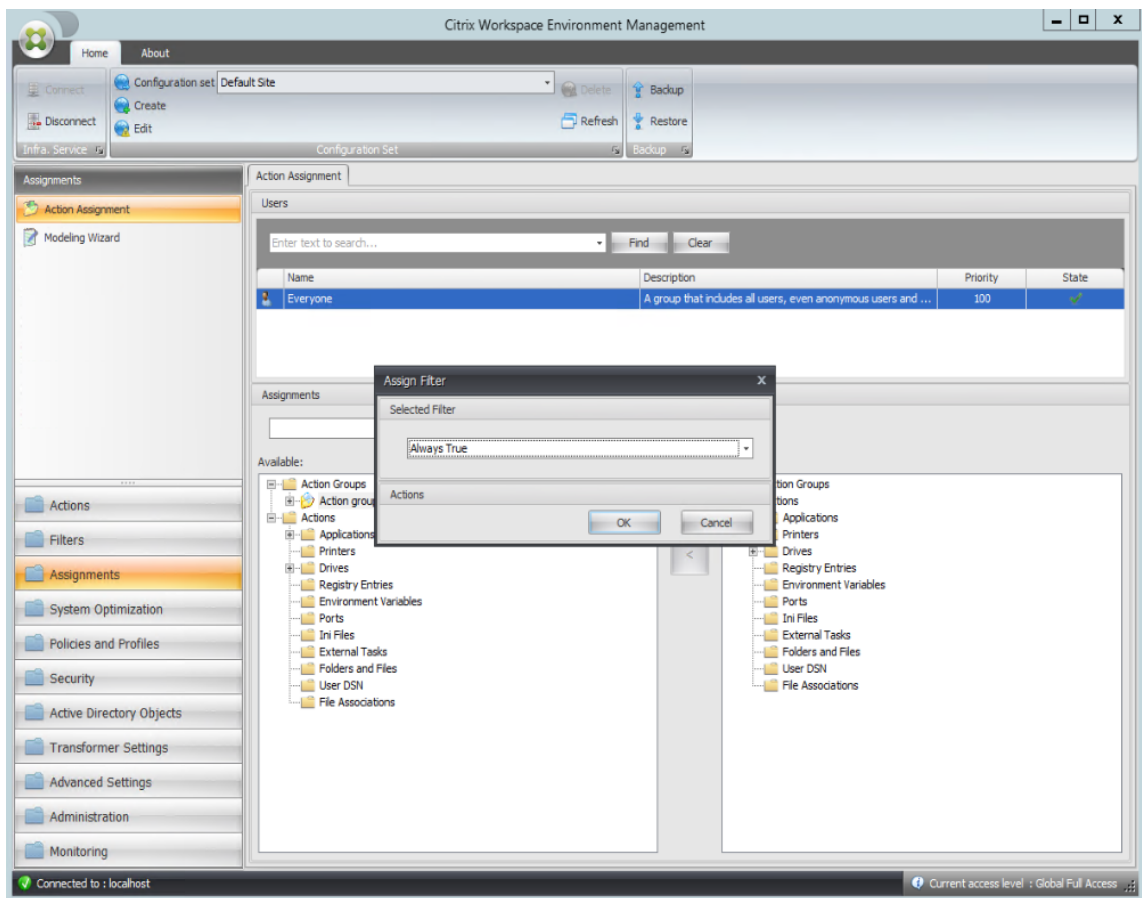 Citrix Workspace Environment Management
Home About
Connect
Disconnect
Infra. Service
Configuration set Default Site
Create
Edit
Delete
Refresh
Configuration Set
Backup
Restore
Backup
Assignments
Action Assignment
Modeling Wizard
Actions
Filters
Assignments
System Optimization
Policies and Profiles
Security
Active Directory Objects
Transformer Settings
Advanced Settings
Administration
Monitoring
Action Assignment
Users
Enter text to search... Find Clear
Name Description Priority State
Everyone A group that includes all users, even anonymous users and ... 100
Assignments
Available:
Action Groups
Action grou
Actions
Applications
Printers
Drives
Registry Entries
Environment Variables
Ports
Ini Files
External Tasks
Folders and Files
User DSN
File Associations
Assign Filter X
Selected Filter
Always True
Actions
OK Cancel
<
tion Groups
tions
Applications
Printers
Drives
Registry Entries
Environment Variables
Ports
Ini Files
External Tasks
Folders and Files
User DSN
File Associations
Connected to : localhost
Current access level : Global Full Access